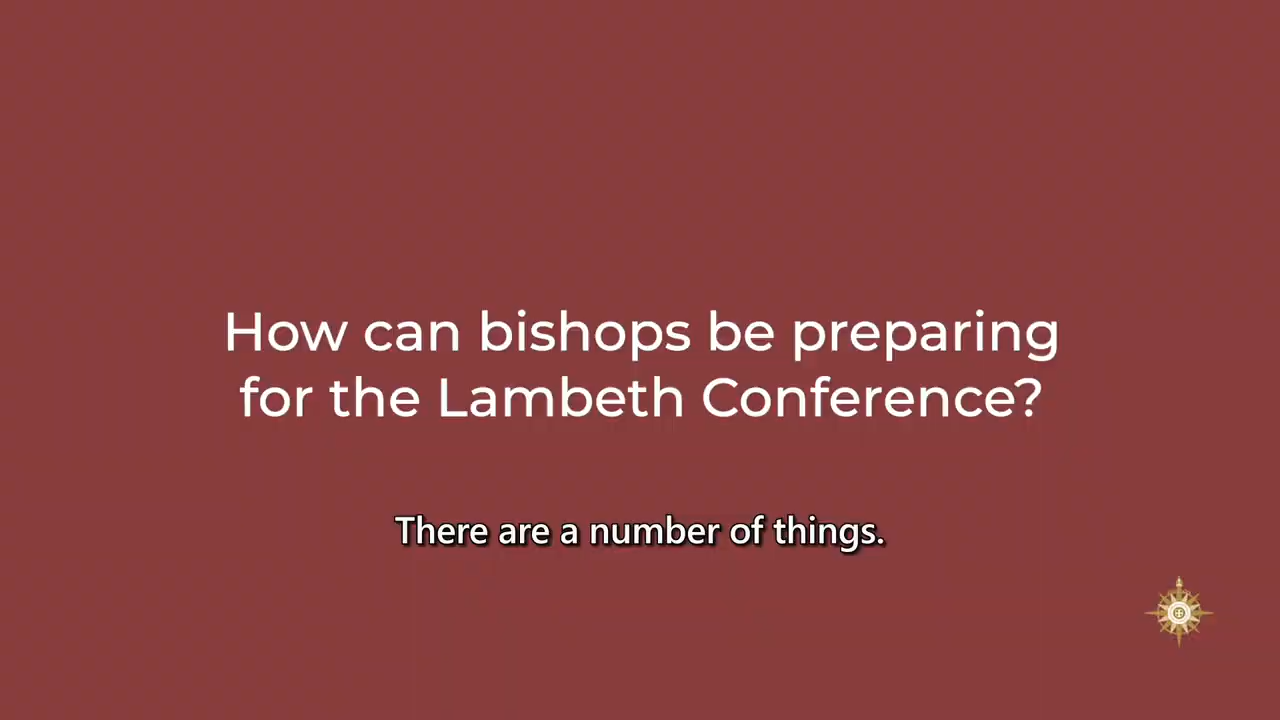 How can bishops be preparing
for the Lambeth Conference?
There are a number of things.